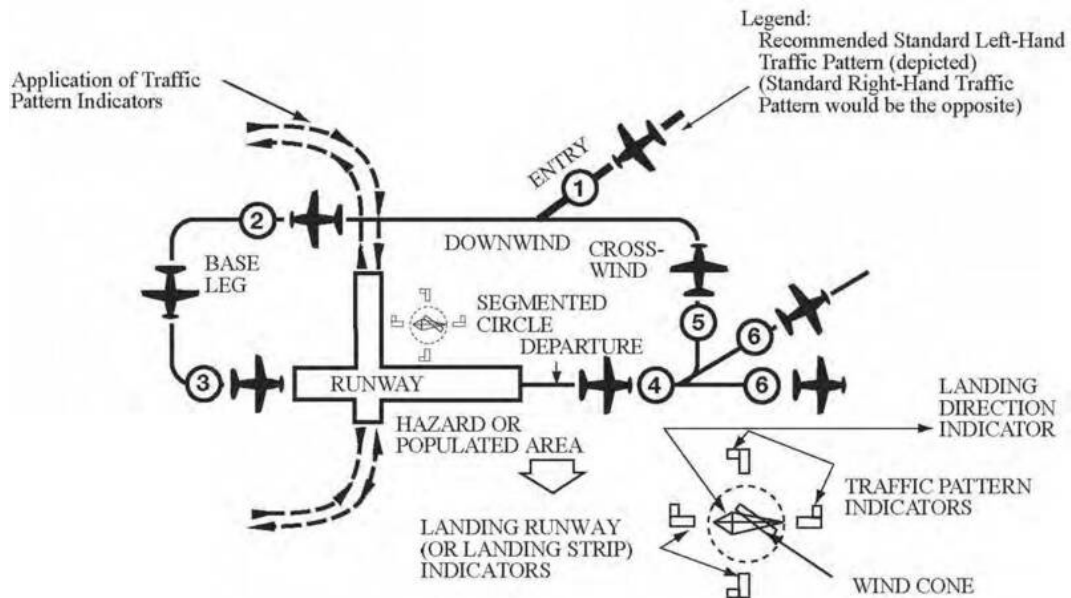 Legend:
Recommended Standard Left-Hand
Traffic Pattern (depicted)
(Standard Right-Hand Traffic
Pattern would be the opposite)
Application of Traffic
Pattern Indicators
ENTRY
1
2
DOWNWIND
CROSS-
WIND
BASE
LEG
SEGMENTED
CIRCLE
5
6
DEPARTURE
3
RUNWAY
4
6
LANDING
DIRECTION
INDICATOR
HAZARD OR
POPULATED AREA
TRAFFIC PATTERN
INDICATORS
LANDING RUNWAY
(OR LANDING STRIP)
INDICATORS
WIND CONE